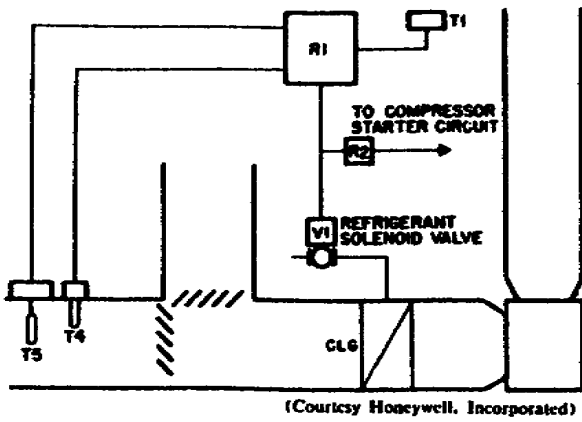 R1
T1
TO COMPRESSOR
STARTER CIRCUIT
R2
V1
REFRIGERANT
SOLENOID VALVE
T5
T4
CLG
(Courtesy Honeywell, Incorporated)